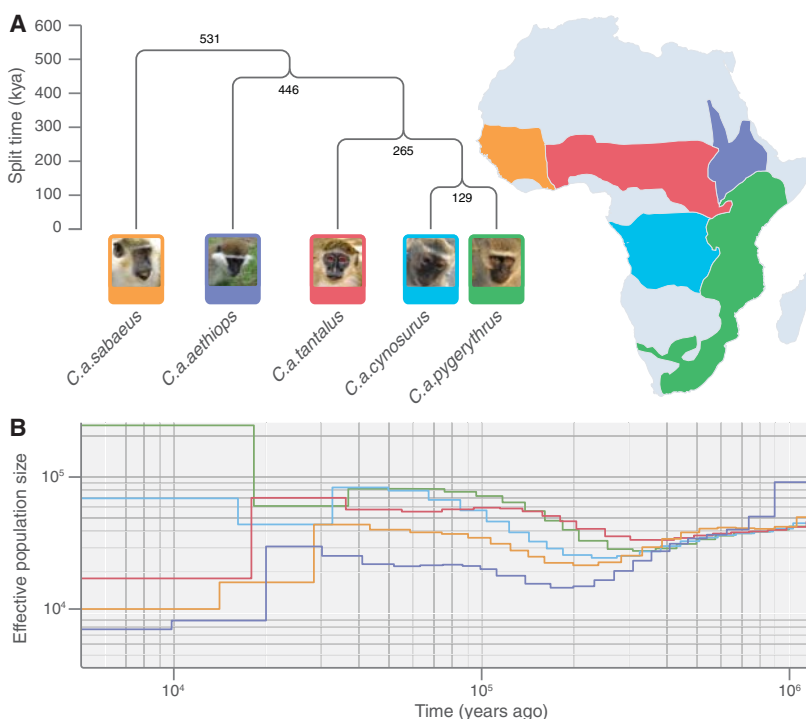 A
Split time (kya)
600
500
400
300
200
100
0
531
446
265
129
C.a.sabaeus
C.a.aethiops
C.a.tantalus
C.a.cynosurus
C.a.pygerythrus
B
Effective population size
10⁵
10⁴
10⁴
10⁵
10⁶
Time (years ago)